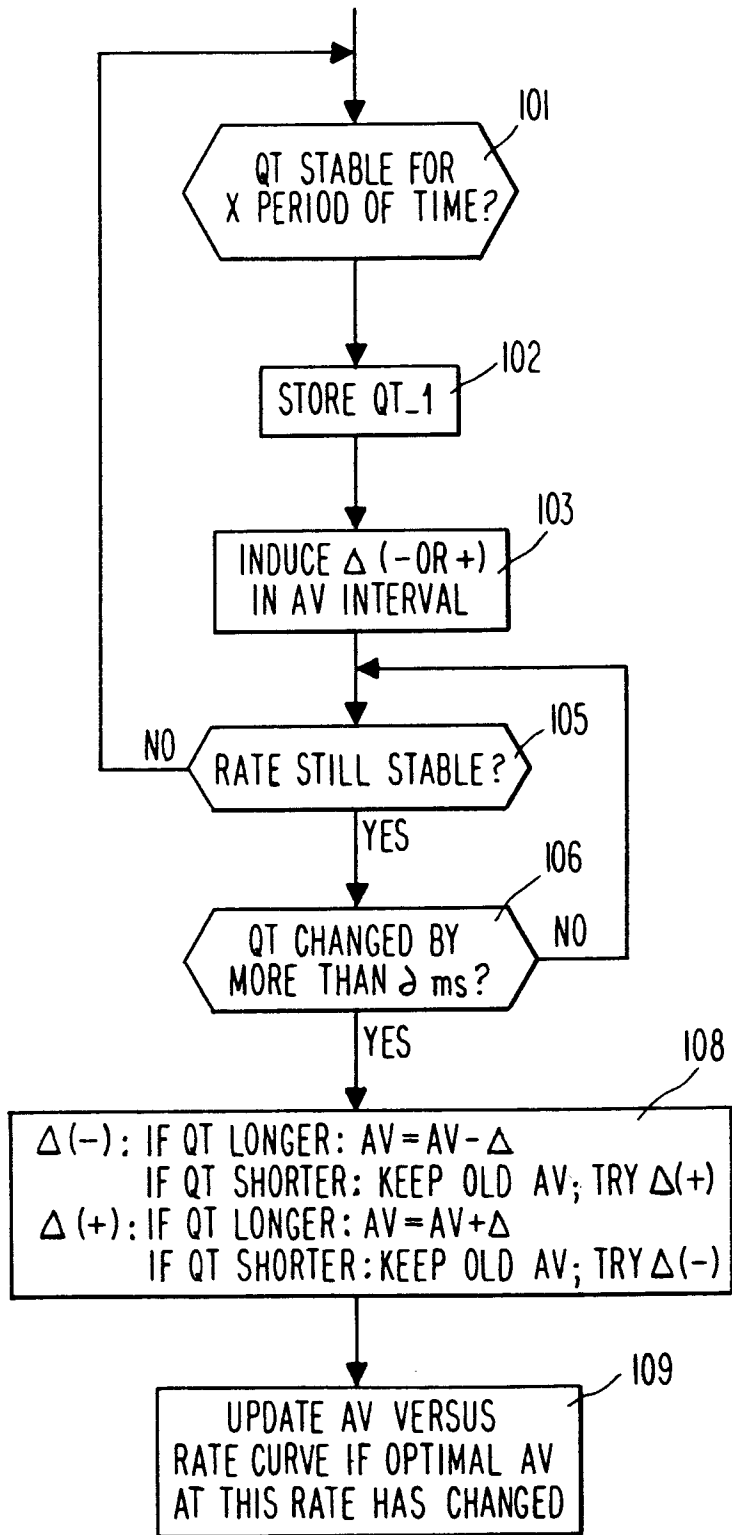 101
QT STABLE FOR
X PERIOD OF TIME?
102
STORE QT_1
103
INDUCE Δ (-OR +)
IN AV INTERVAL
105
NO
RATE STILL STABLE?
YES
106
QT CHANGED BY
MORE THAN ∂ ms?
NO
YES
108
Δ(-): IF QT LONGER: AV=AV-Δ
IF QT SHORTER: KEEP OLD AV; TRY Δ(+)
Δ(+): IF QT LONGER: AV=AV+Δ
IF QT SHORTER: KEEP OLD AV; TRY Δ(-)
109
UPDATE AV VERSUS
RATE CURVE IF OPTIMAL AV
AT THIS RATE HAS CHANGED